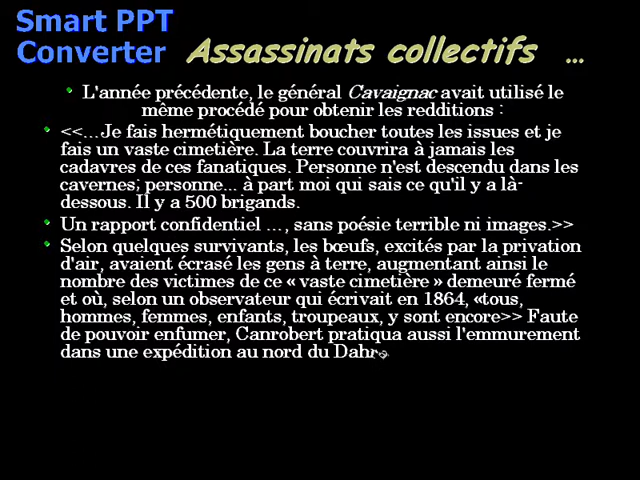 Smart PPT
Converter
Assassinats collectifs …
L'année précédente, le général Cavaignac avait utilisé le
même procédé pour obtenir les redditions :
<<…Je fais hermétiquement boucher toutes les issues et je
fais un vaste cimetière. La terre couvrira à jamais les
cadavres de ces fanatiques. Personne n'est descendu dans les
cavernes; personne... à part moi qui sais ce qu'il y a là-
dessous. Il y a 500 brigands.
Un rapport confidentiel …, sans poésie terrible ni images.>>
Selon quelques survivants, les bœufs, excités par la privation
d'air, avaient écrasé les gens à terre, augmentant ainsi le
nombre des victimes de ce « vaste cimetière » demeuré fermé
et où, selon un observateur qui écrivait en 1864, «tous,
hommes, femmes, enfants, troupeaux, y sont encore>> Faute
de pouvoir enfumer, Canrobert pratiqua aussi l'emmurement
dans une expédition au nord du